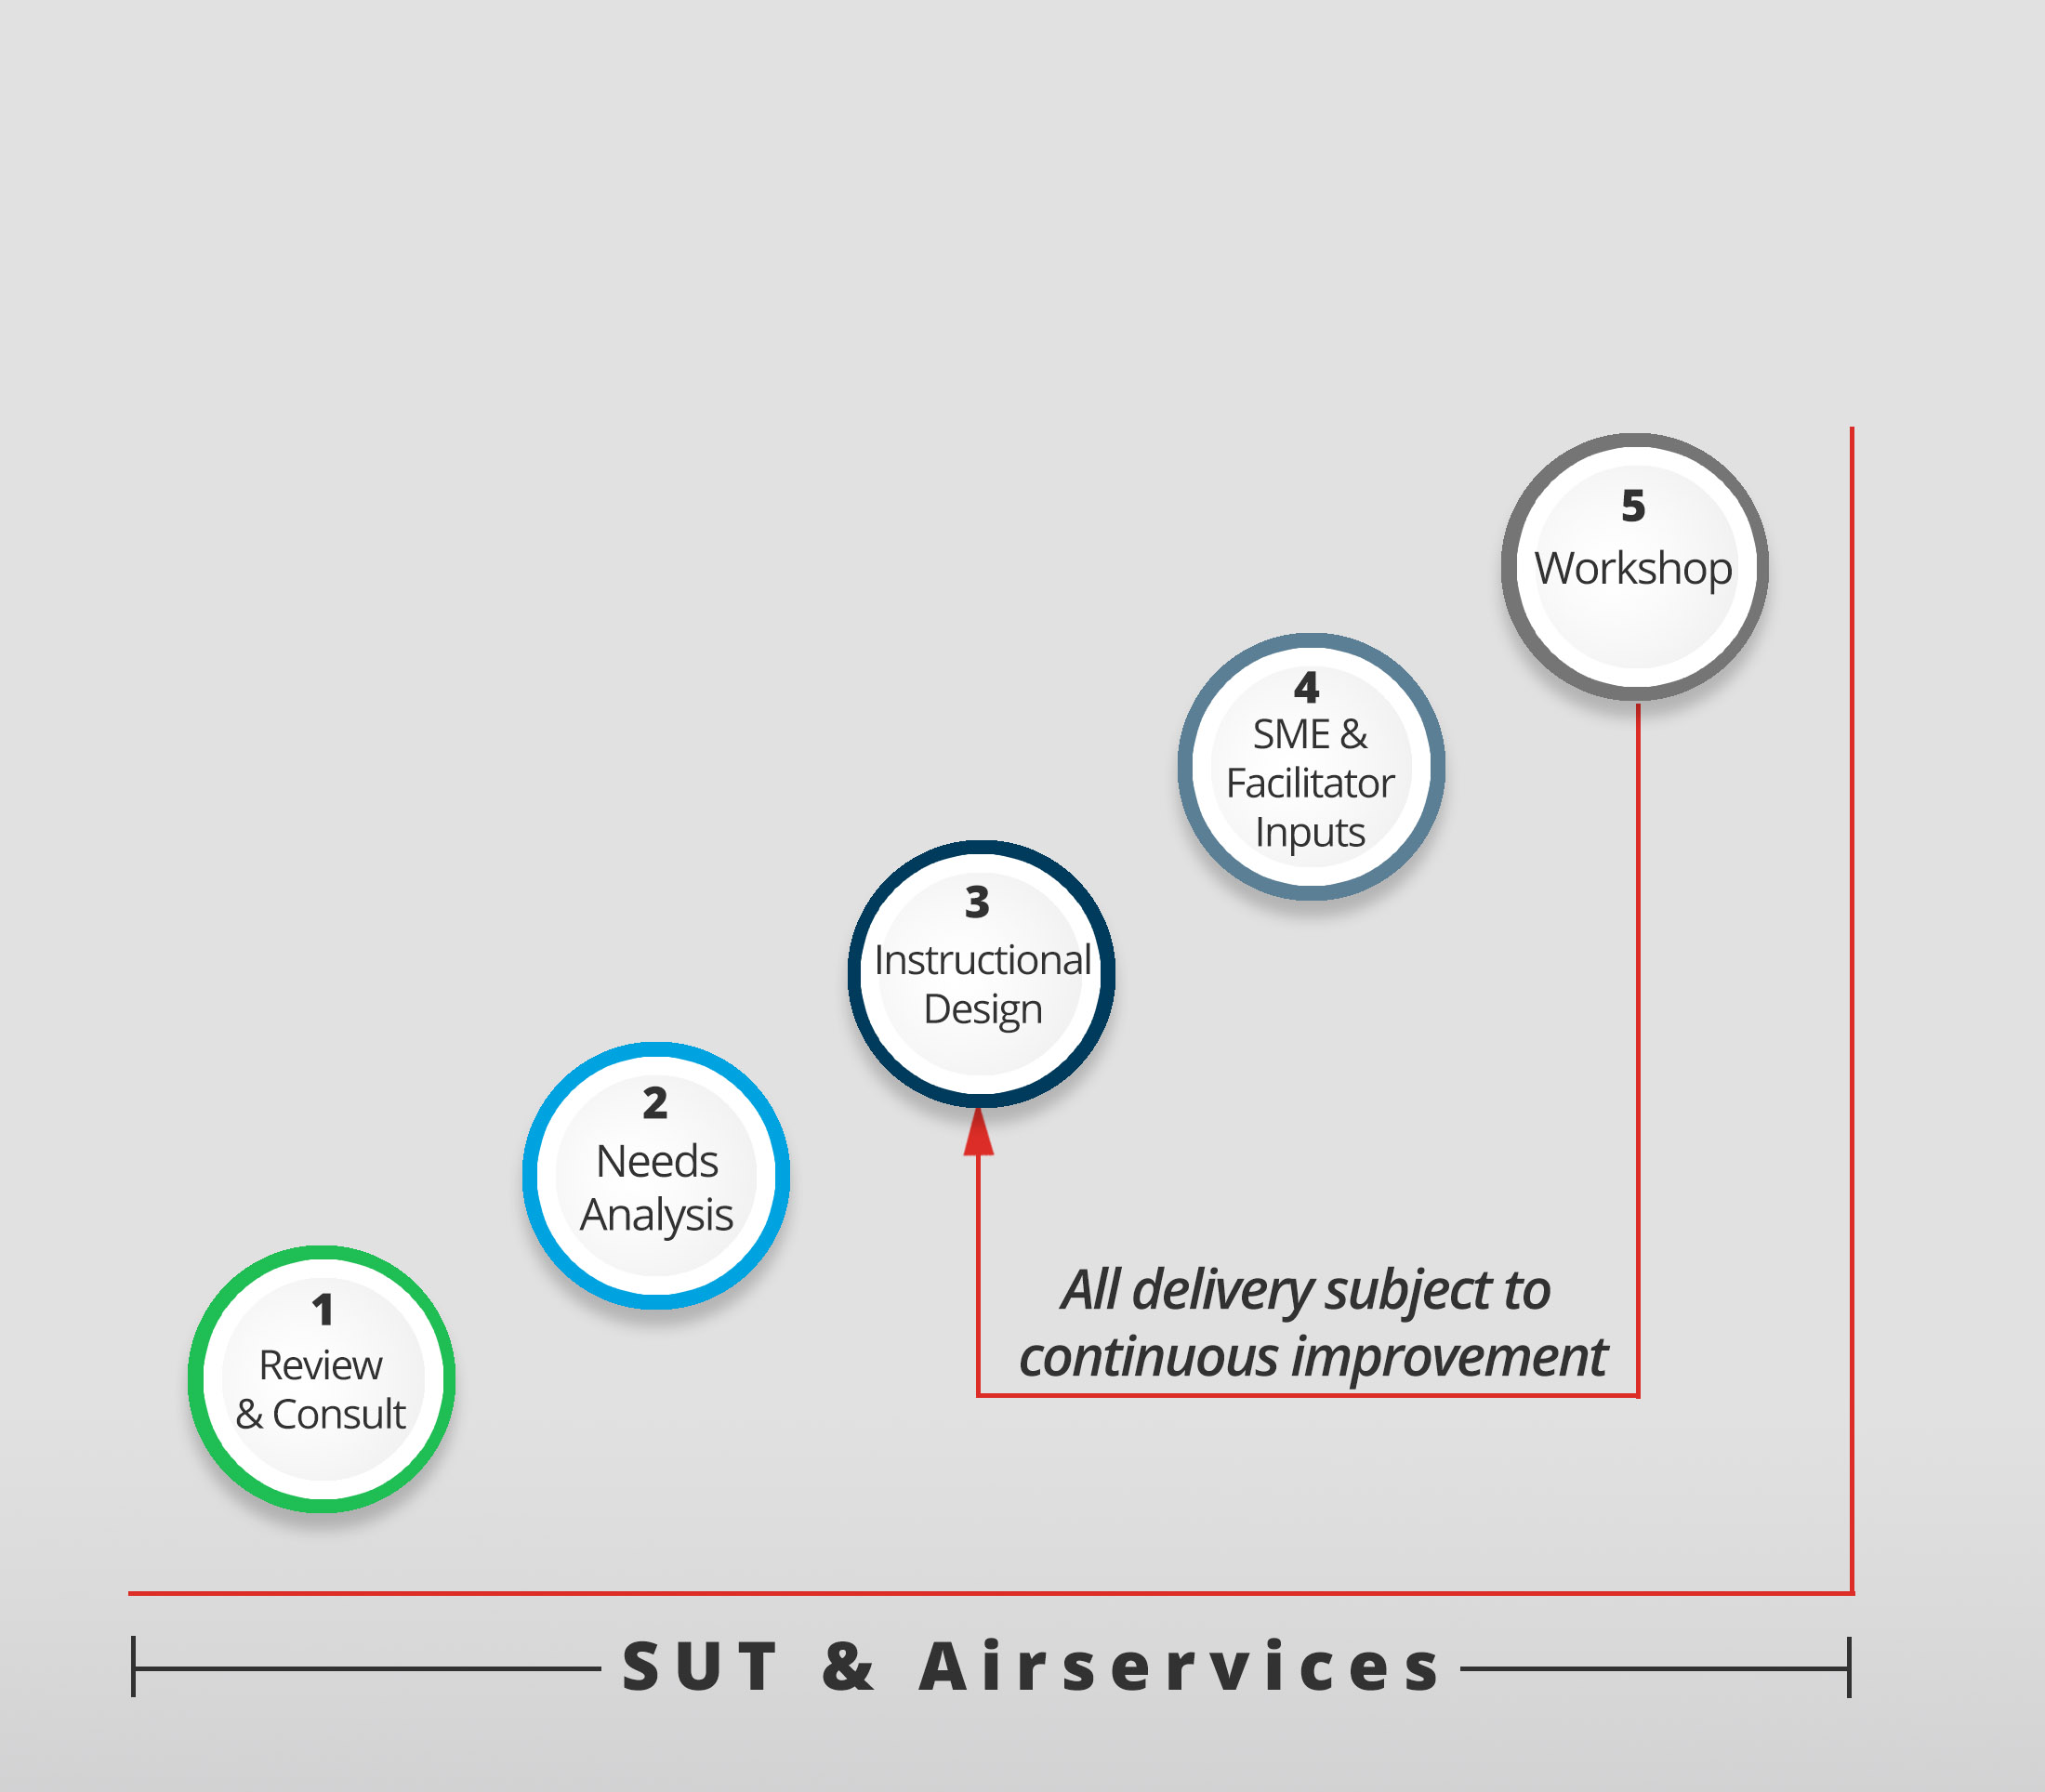 5
Workshop
4
SME &
Facilitator
Inputs
3
Instructional
Design
2
Needs
Analysis
1
Review
& Consult
All delivery subject to
continuous improvement
SUT & Airservices